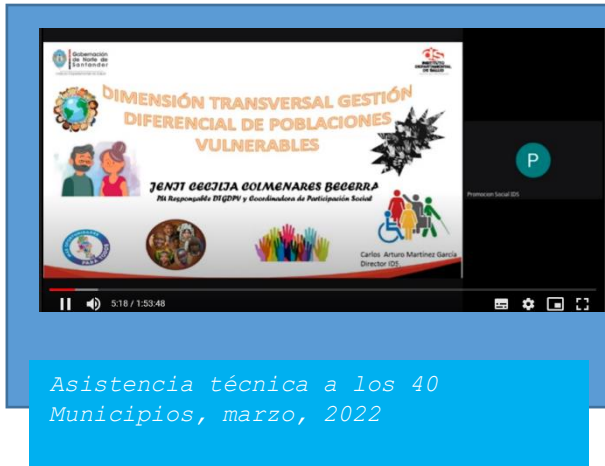 Gobernación
de Norte de
Santander
INSTITUTO
DEPARTAMENTAL
DE SALUD
DIMENSIÓN TRANSVERSAL GESTIÓN
DIFERENCIAL DE POBLACIONES
VULNERABLES
JENIT CECILIA COLMENARES BECERRA
PU Responsable DTGDPV y Coordinadora de Participación Social
PARA TODOS
Carlos Arturo Martínez García
Director IDS.
P
Promocion Social IDS
5:18 / 1:53:48
Asistencia técnica a los 40
Municipios, marzo, 2022